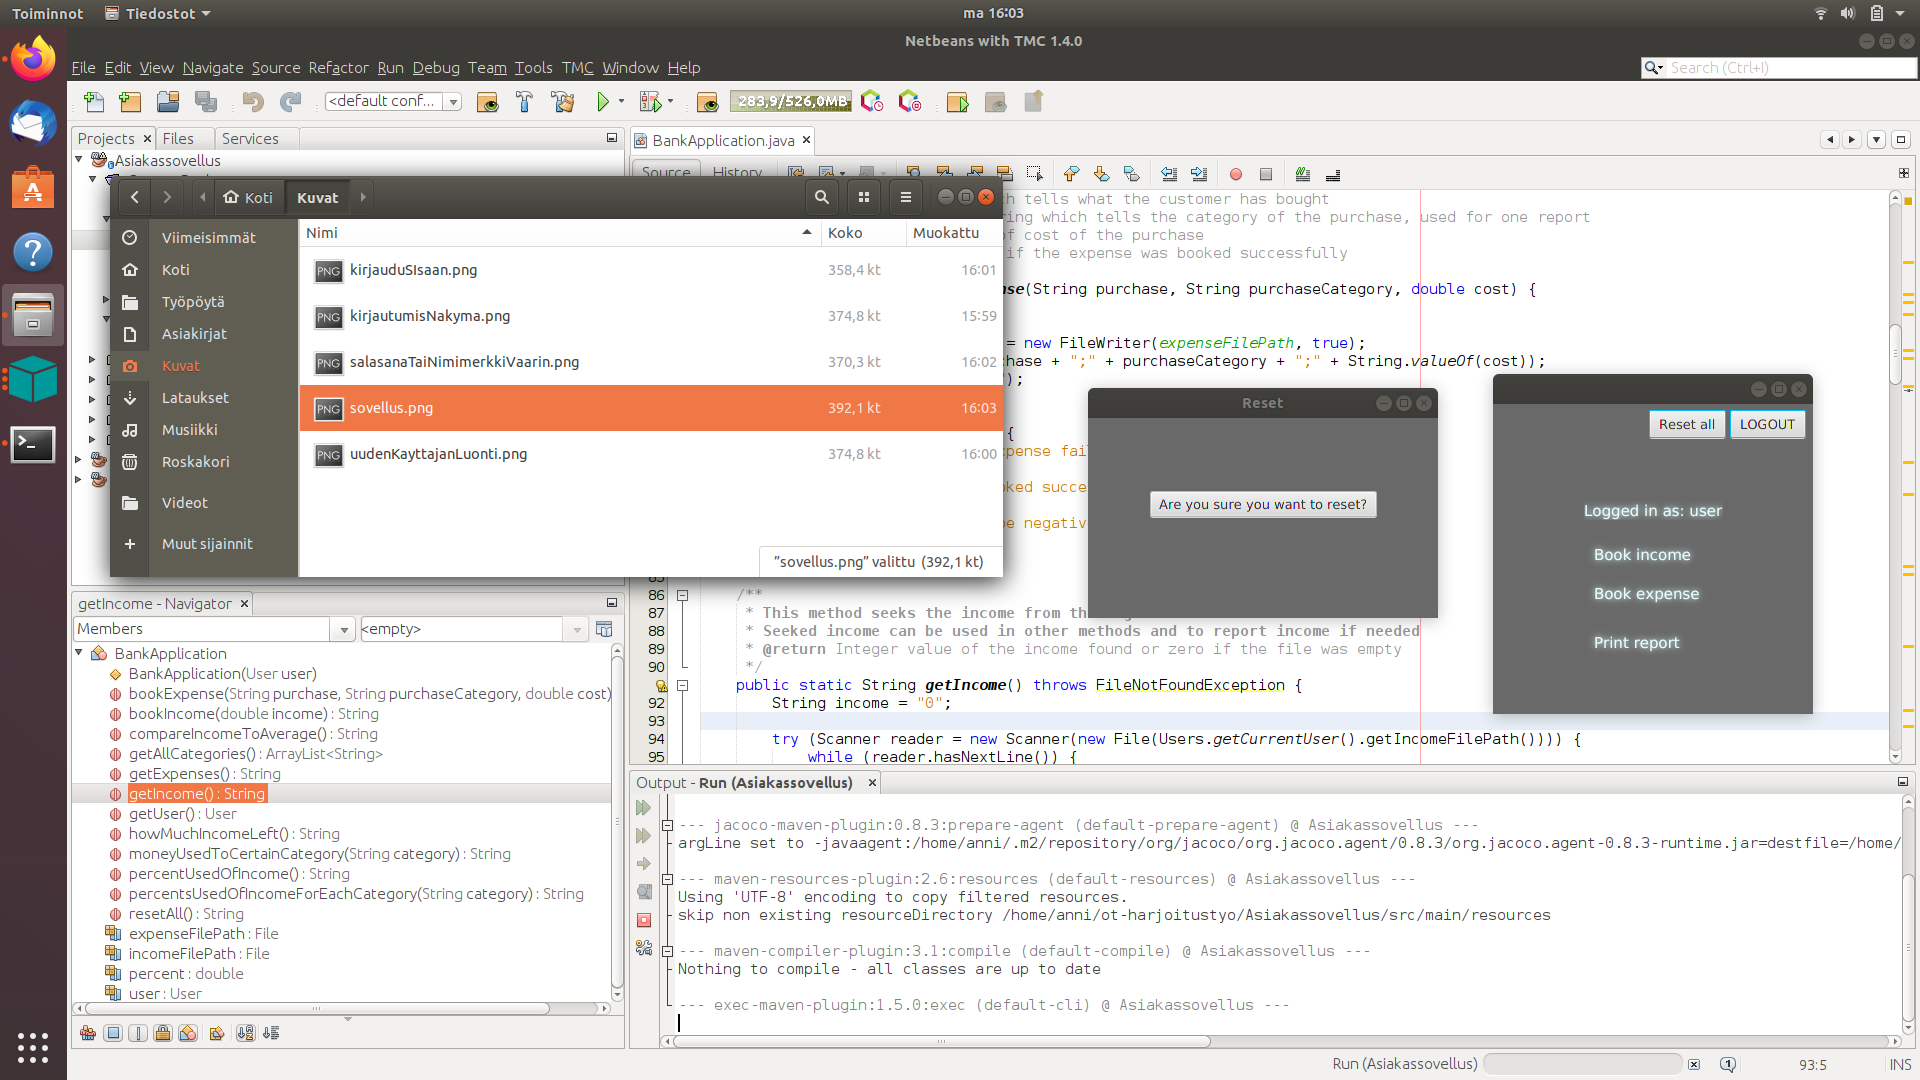 Toiminnot
Tiedostot
ma 16:03
Netbeans with TMC 1.4.0
File Edit View Navigate Source Refactor Run Debug Team Tools TMC Window Help
Search (Ctrl+I)
<default conf...
283,9/526,0MB
Projects
Files
Services
BankApplication.java
Asiakassovellus
Source
History
Koti
Kuvat
Viimeisimmät
Koti
Työpöytä
Asiakirjat
Kuvat
Lataukset
Musiikki
Roskakori
Videot
Muut sijainnit
Nimi Koko Muokattu
PNG kirjauduSIsaan.png 358,4 kt 16:01
PNG kirjautumisNakyma.png 374,8 kt 15:59
PNG salasanaTaiNimimerkkiVaarin.png 370,3 kt 16:02
PNG sovellus.png 392,1 kt 16:03
PNG uudenKayttajanLuonti.png 374,8 kt 16:00
"sovellus.png" valittu (392,1 kt)
h tells what the customer has bought
ing which tells the category of the purchase, used for one report
f cost of the purchase
if the expense was booked successfully
nse(String purchase, String purchaseCategory, double cost) {
= new FileWriter(expenseFilePath, true);
chase + ";" + purchaseCategory + ";" + String.valueOf(cost));
");
{
pense fai
oked succe
be negativ
85
86 /**
87 * This method seeks the income from th
88 * Seeked income can be used in other methods and to report income if needed
89 * @return Integer value of the income found or zero if the file was empty
90 */
public static String getIncome() throws FileNotFoundException {
92 String income = "0";
93
94 try (Scanner reader = new Scanner(new File(Users.getCurrentUser().getIncomeFilePath()))) {
95 while (reader.hasNextLine()) {
Reset
Are you sure you want to reset?
Reset all
LOGOUT
Logged in as: user
Book income
Book expense
Print report
getIncome - Navigator
Members
<empty>
BankApplication
BankApplication(User user)
bookExpense(String purchase, String purchaseCategory, double cost)
bookIncome(double income) : String
compareIncomeToAverage() : String
getAllCategories() : ArrayList<String>
getExpenses() : String
getIncome() : String
getUser() : User
howMuchIncomeLeft() : String
moneyUsedToCertainCategory(String category) : String
percentUsedOfIncome() : String
percentsUsedOfIncomeForEachCategory(String category) : String
resetAll() : String
expenseFilePath : File
incomeFilePath : File
percent : double
user : User
Output - Run (Asiakassovellus)
--- jacoco-maven-plugin:0.8.3:prepare-agent (default-prepare-agent) @ Asiakassovellus ---
argLine set to -javaagent:/home/anni/.m2/repository/org/jacoco/org.jacoco.agent/0.8.3/org.jacoco.agent-0.8.3-runtime.jar=destfile=/home/
--- maven-resources-plugin:2.6:resources (default-resources) @ Asiakassovellus ---
Using 'UTF-8' encoding to copy filtered resources.
skip non existing resourceDirectory /home/anni/ot-harjoitustyo/Asiakassovellus/src/main/resources
--- maven-compiler-plugin:3.1:compile (default-compile) @ Asiakassovellus ---
Nothing to compile - all classes are up to date
--- exec-maven-plugin:1.5.0:exec (default-cli) @ Asiakassovellus ---
Run (Asiakassovellus)
1
93:5
INS